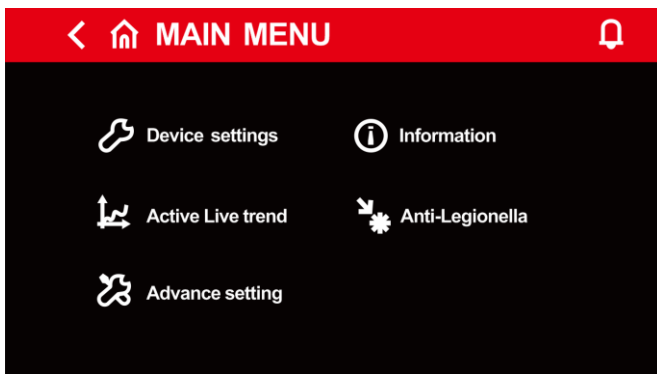 MAIN MENU
Device settings
Information
Active Live trend
Anti-Legionella
Advance setting